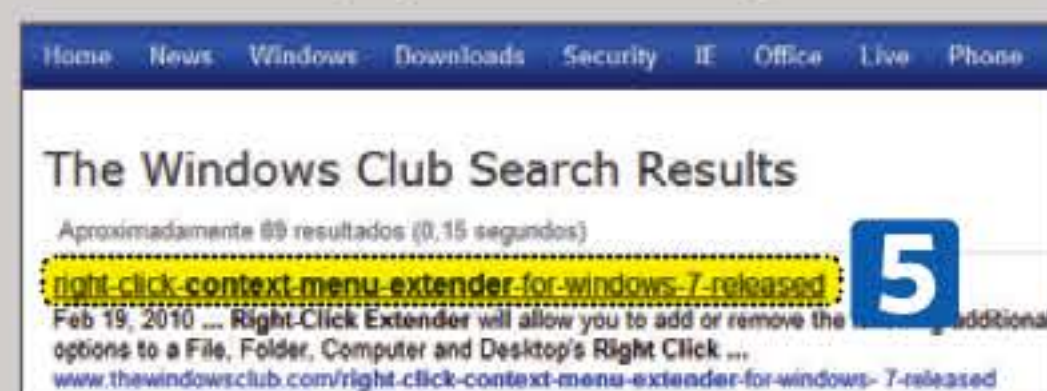 Home News Windows Downloads Security IE Office Live Phone
The Windows Club Search Results
Aproximadamente 89 resultados (0,15 segundos)
right-click-context-menu-extender-for-windows-7-released
5
Feb 19, 2010 ... Right-Click Extender will allow you to add or remove the additiona
options to a File, Folder, Computer and Desktop's Right Click ...
www.thewindowsclub.com/right-click-context-menu-extender-for-windows- 7-released